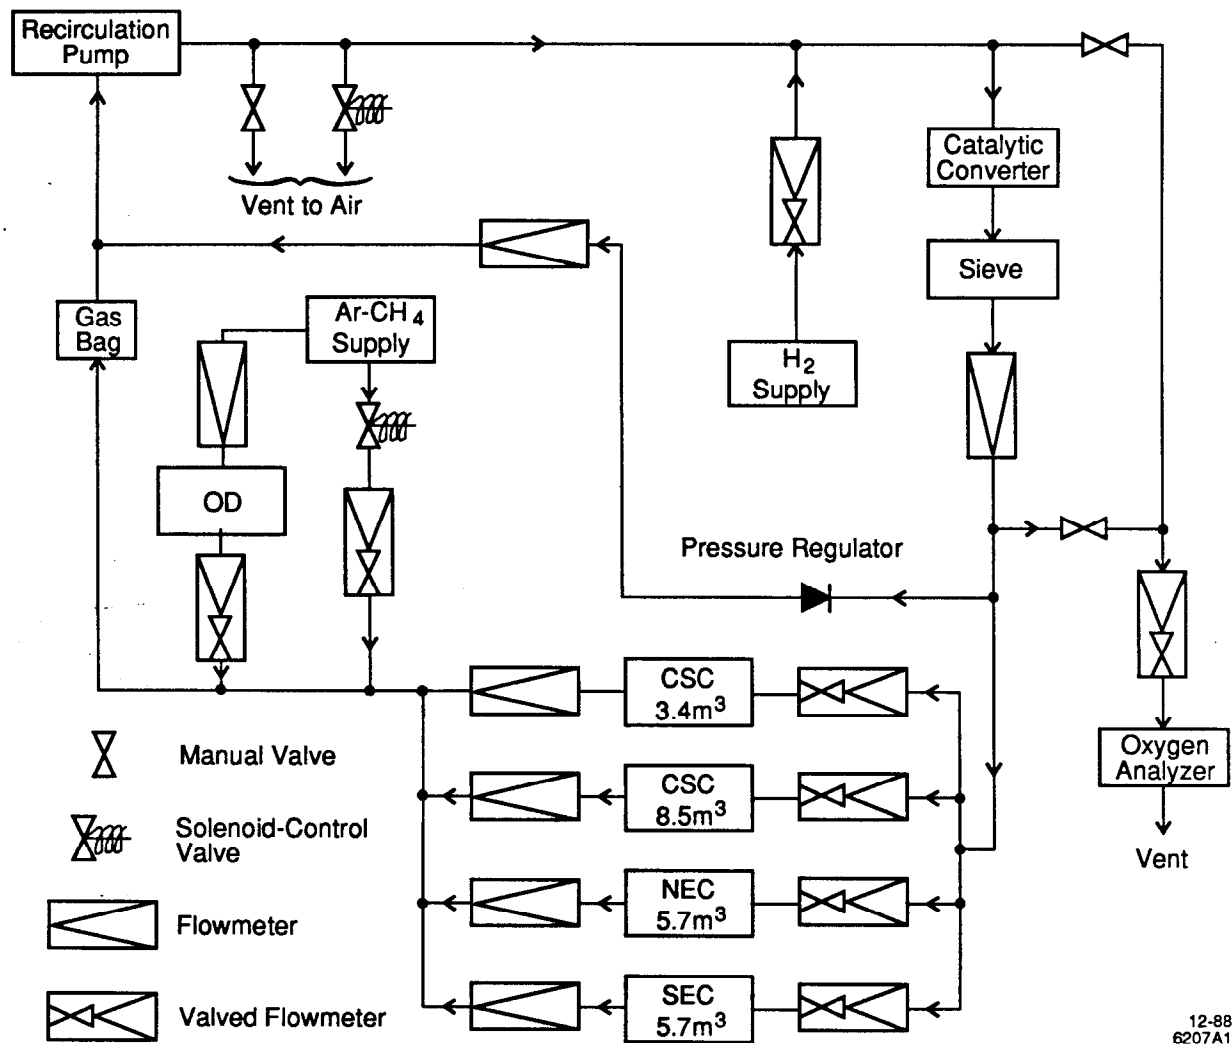 Recirculation
Pump
Vent to Air
Catalytic
Converter
Sieve
Gas
Bag
Ar-CH4
Supply
H2
Supply
OD
Pressure Regulator
CSC
3.4m³
CSC
8.5m³
NEC
5.7m³
SEC
5.7m³
Oxygen
Analyzer
Vent
Manual Valve
Solenoid-Control
Valve
Flowmeter
Valved Flowmeter
12-88
6207A1